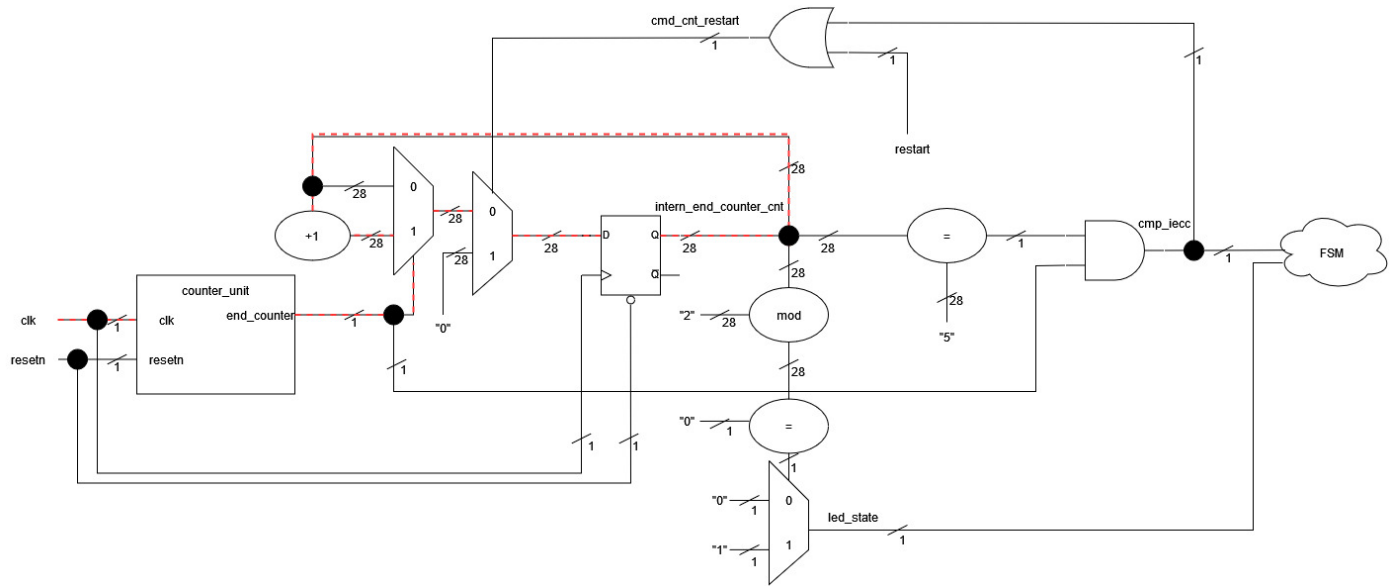 cmd_cnt_restart
1
1
1
restart
28
28
0
+1
28
1
28
0
1
28
"0"
28
D
Q
Q
intern_end_counter_cnt
28
28
28
=
28
"5"
1
cmp_iecc
1
FSM
counter_unit
clk
1
clk
end_counter
1
resetn
1
resetn
1
"2"
28
mod
28
"0"
1
=
1
1
1
"0"
1
0
"1"
1
1
led_state
1